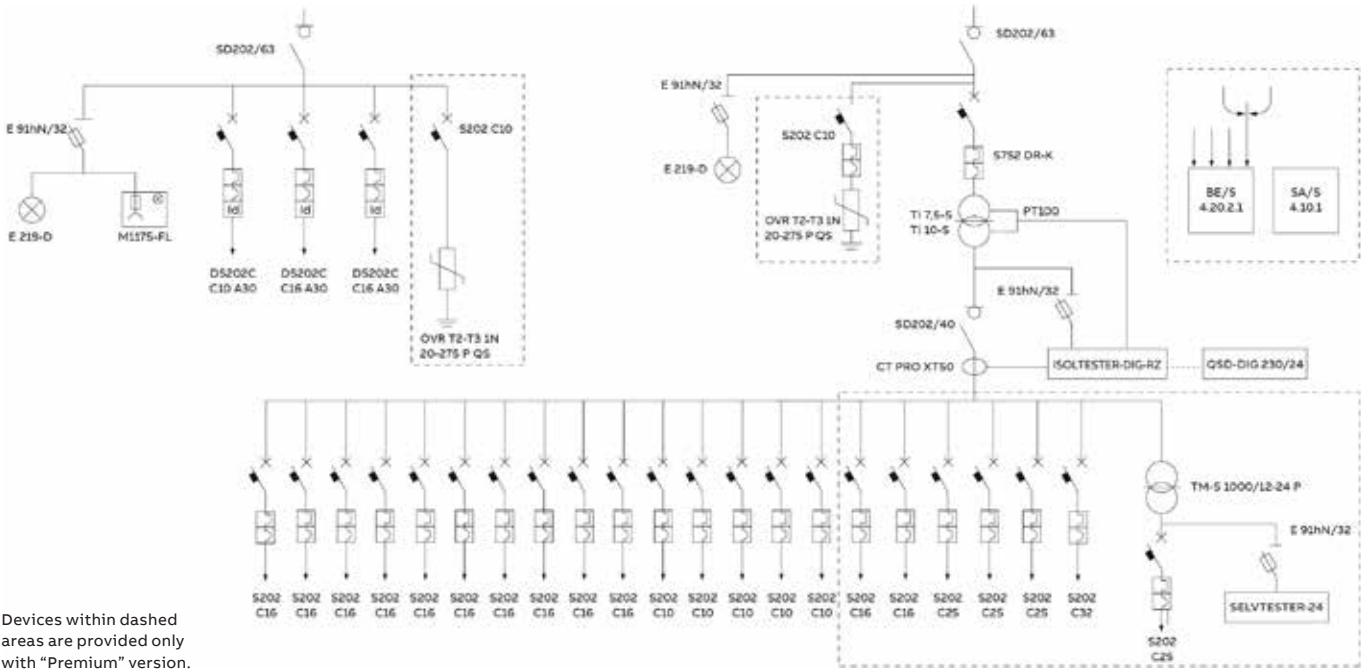 SD202/63
E 91hN/32
S202 C10
Id
Id
Id
E 219-D
M1175-FL
DS202C
C10 A30
DS202C
C16 A30
DS202C
C16 A30
OVR T2-T3 1N
20-275 P QS
SD202/63
E 91hN/32
S202 C10
E 219-D
S752 DR-K
OVR T2-T3 1N
20-275 P QS
TI 7,5-S
TI 10-S
PT100
BE/S
4.20.2.1
SA/S
4.10.1
E 91hN/32
SD202/40
CT PRO XT50
ISOLTESTER-DIG-RZ
QSD-DIG 230/24
TM-S 1000/12-24 P
E 91hN/32
SELVTESTER-24
S202
C16
S202
C16
S202
C16
S202
C16
S202
C16
S202
C16
S202
C16
S202
C16
S202
C16
S202
C16
S202
C10
S202
C10
S202
C10
S202
C10
S202
C10
S202
C16
S202
C16
S202
C25
S202
C25
S202
C25
S202
C32
S202
C25
Devices within dashed
areas are provided only
with “Premium” version.